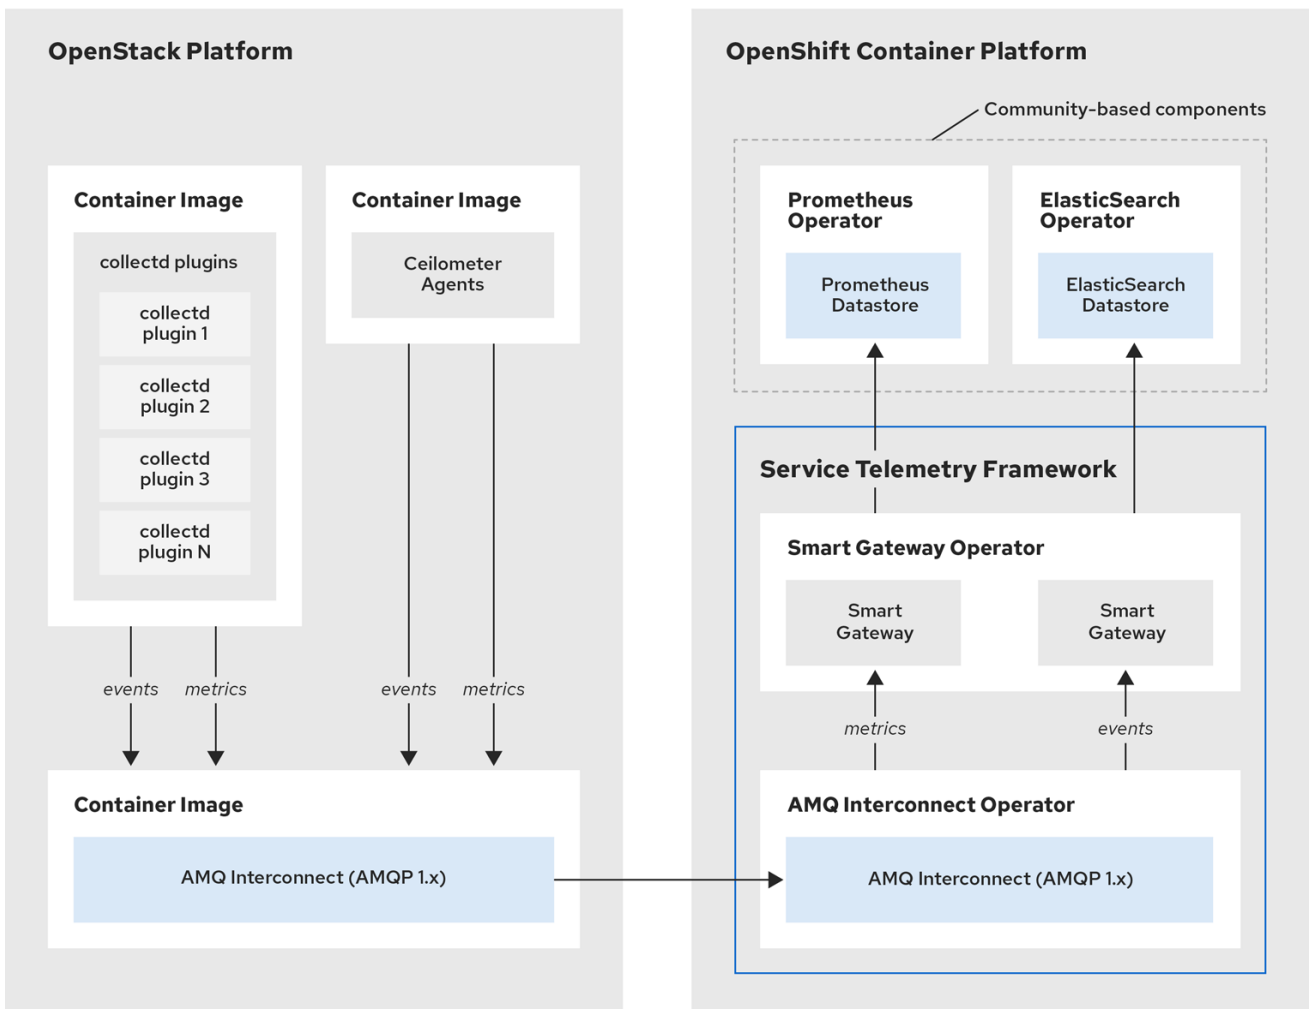 OpenStack Platform
Container Image
collectd plugins
collectd
plugin 1
collectd
plugin 2
collectd
plugin 3
collectd
plugin N
Container Image
Ceilometer
Agents
events
metrics
events
metrics
Container Image
AMQ Interconnect (AMQP 1.x)
OpenShift Container Platform
Community-based components
Prometheus
Operator
Prometheus
Datastore
ElasticSearch
Operator
ElasticSearch
Datastore
Service Telemetry Framework
Smart Gateway Operator
Smart
Gateway
Smart
Gateway
metrics
events
AMQ Interconnect Operator
AMQ Interconnect (AMQP 1.x)